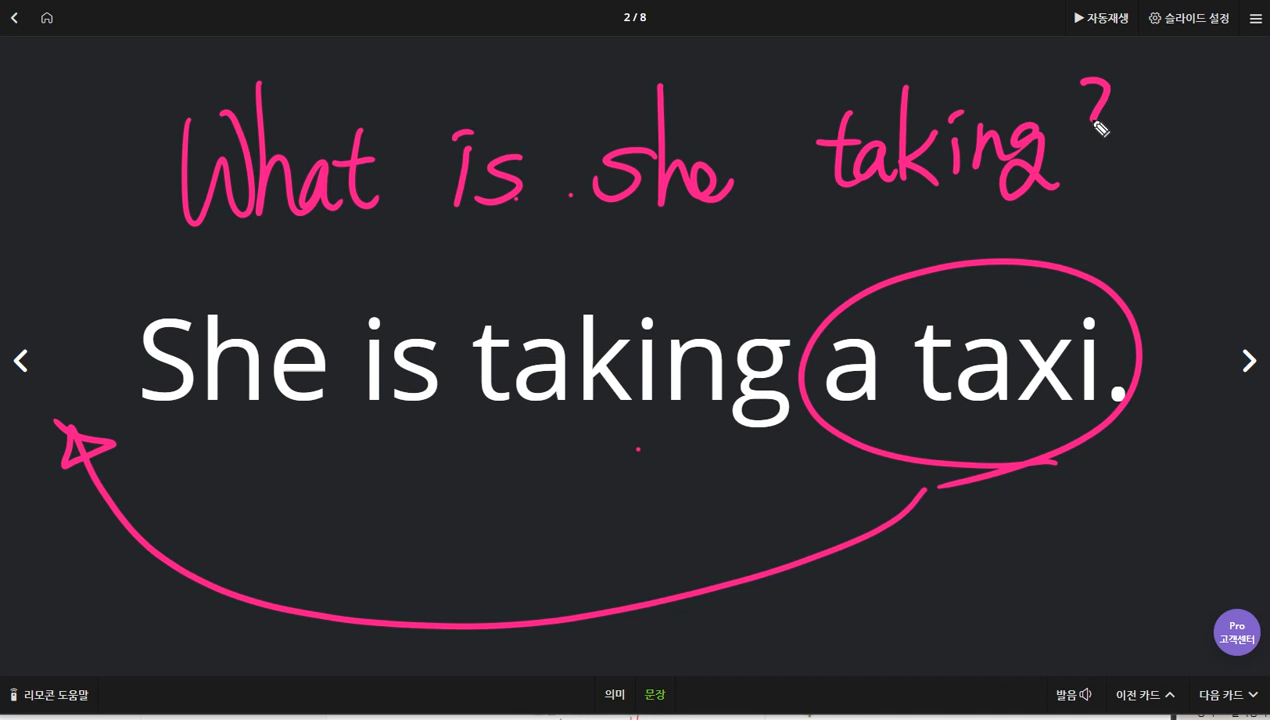 2 / 8
자동재생
슬라이드 설정
What is she taking?
She is taking a taxi.
Pro
고객센터
리모콘 도움말
의미
문장
발음
이전 카드
다음 카드